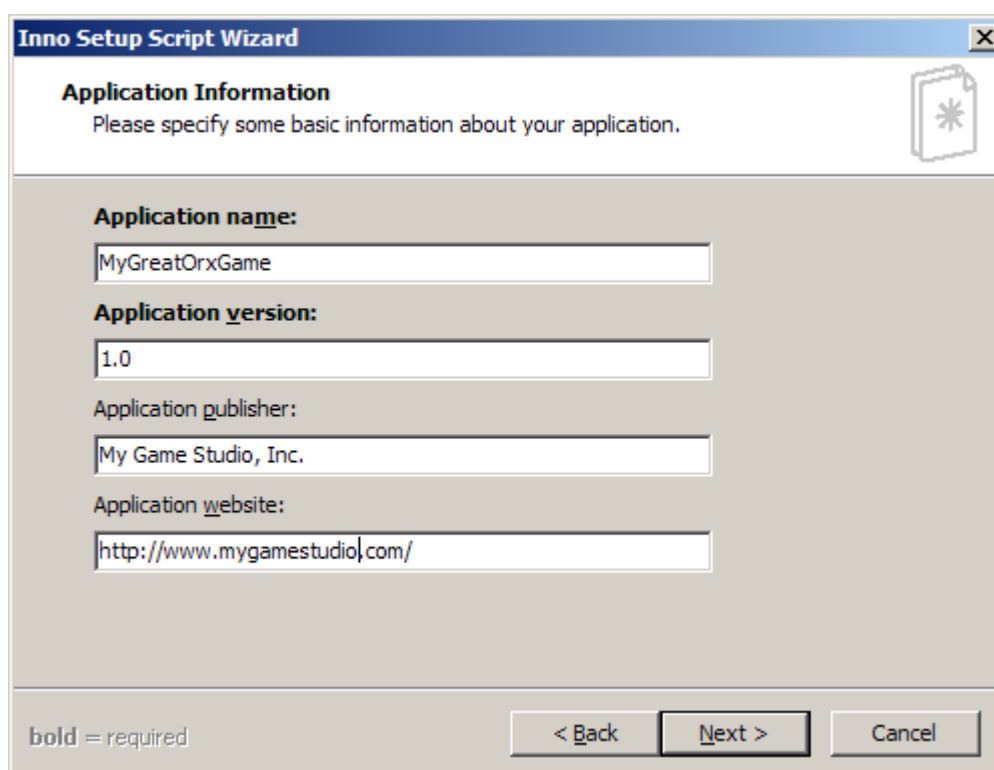 Inno Setup Script Wizard
Application Information
Please specify some basic information about your application.
Application name:
MyGreatOrxGame
Application version:
1.0
Application publisher:
My Game Studio, Inc.
Application website:
http://www.mygamestudio.com/
bold = required
< Back
Next >
Cancel